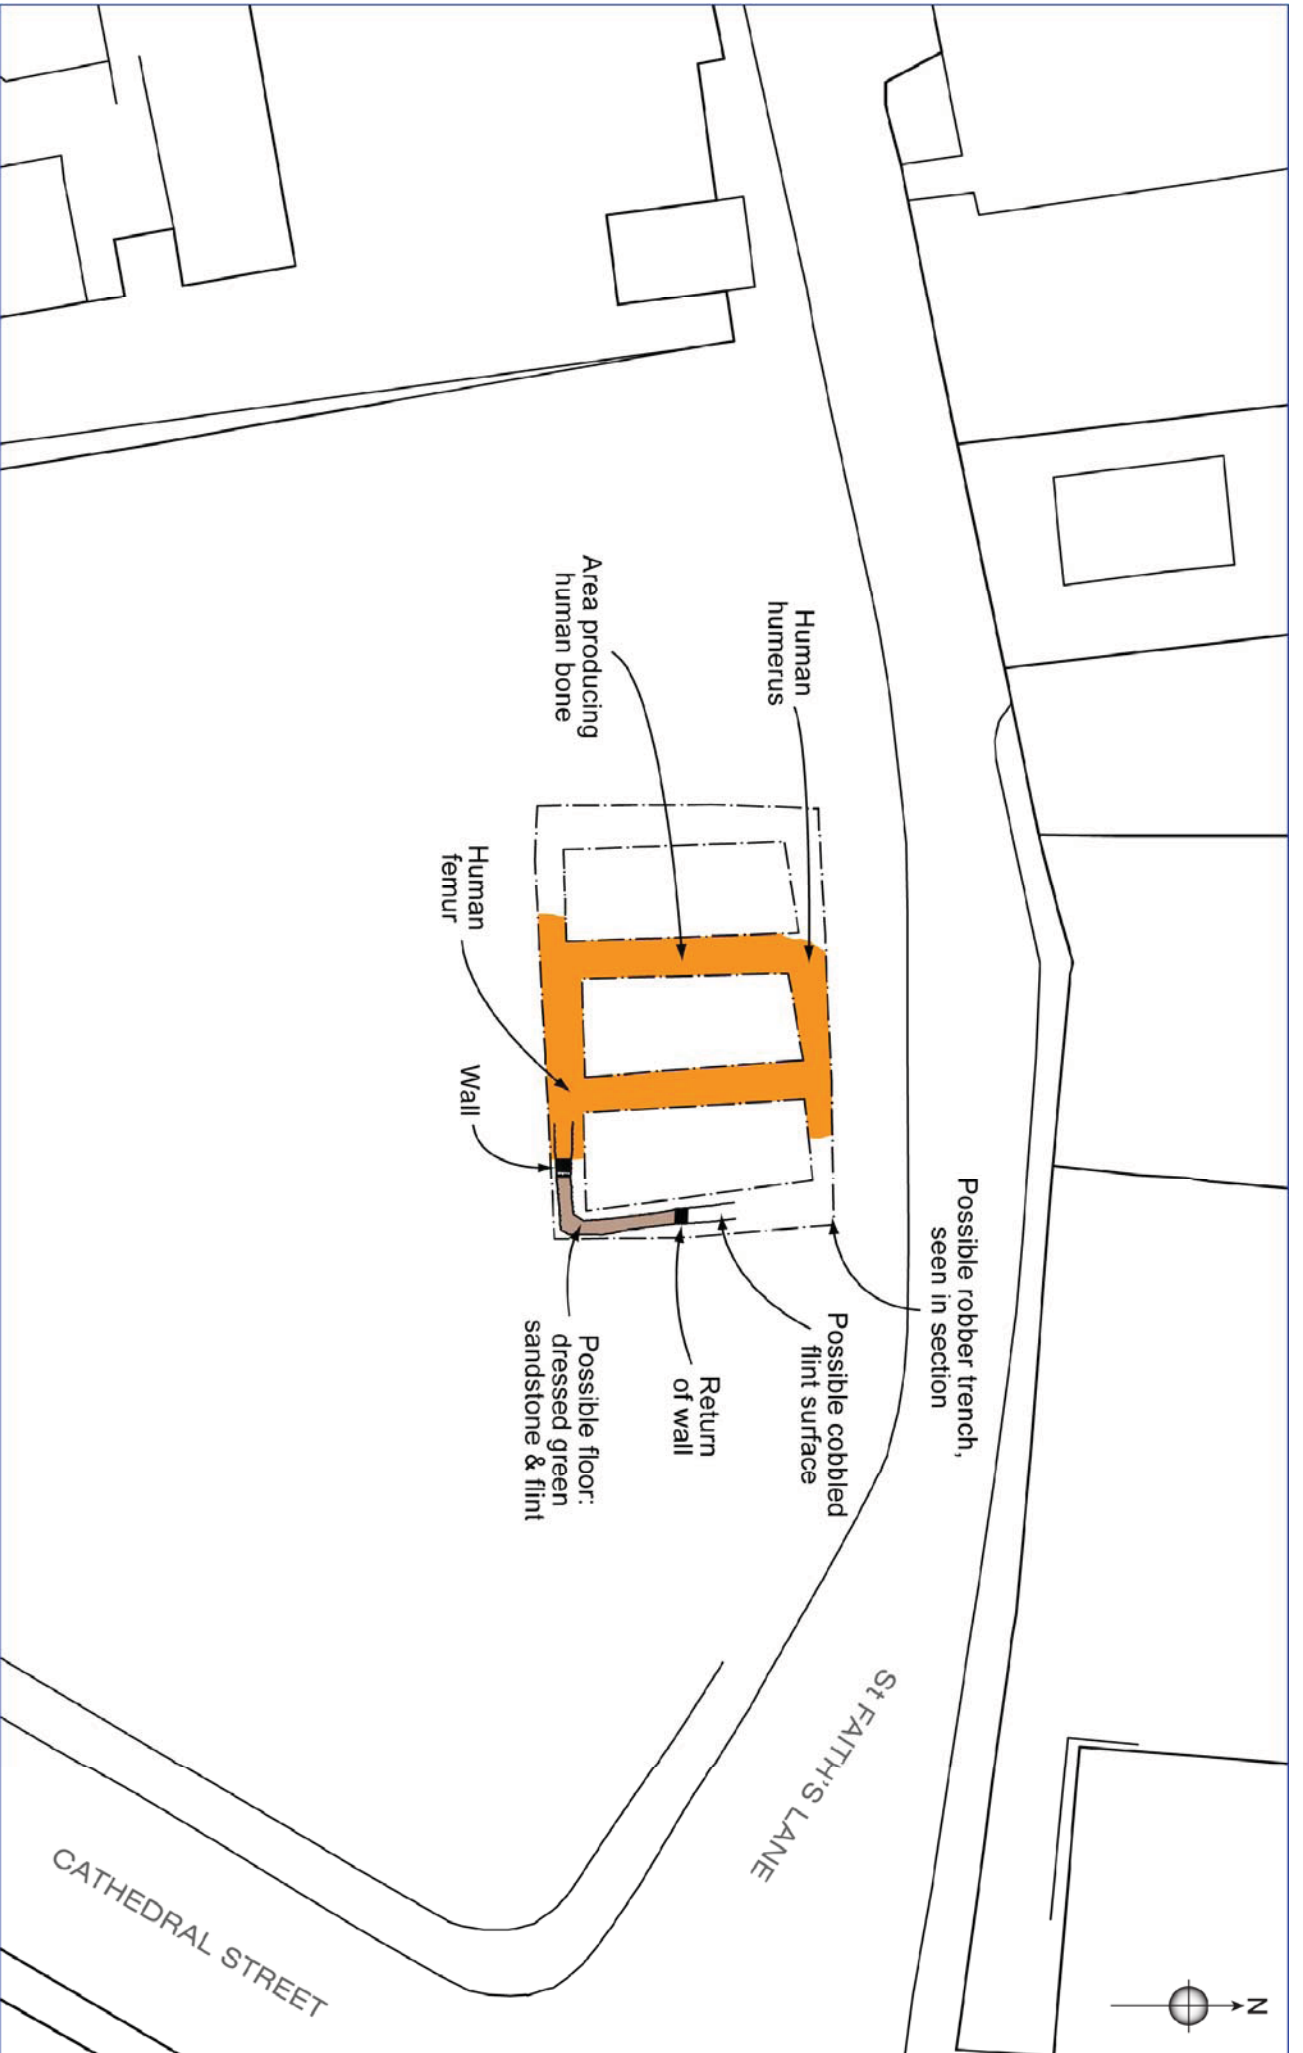 N
Possible robber trench,
seen in section
St FAITH'S LANE
Human
humerus
Possible cobbled
flint surface
Return
of wall
Area producing
human bone
Possible floor:
dressed green
sandstone & flint
Human
femur
Wall
CATHEDRAL STREET